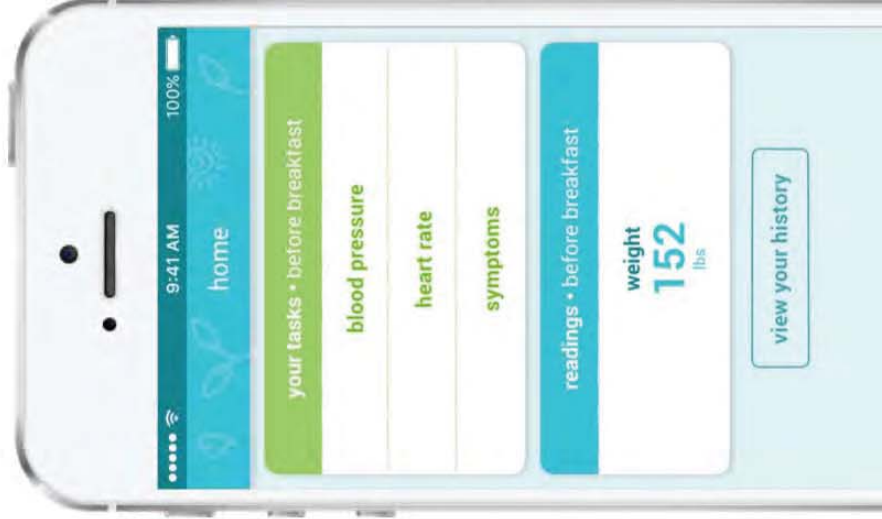 9:41 AM 100%
home
your tasks • before breakfast
blood pressure
heart rate
symptoms
readings • before breakfast
weight
152
lbs
view your history